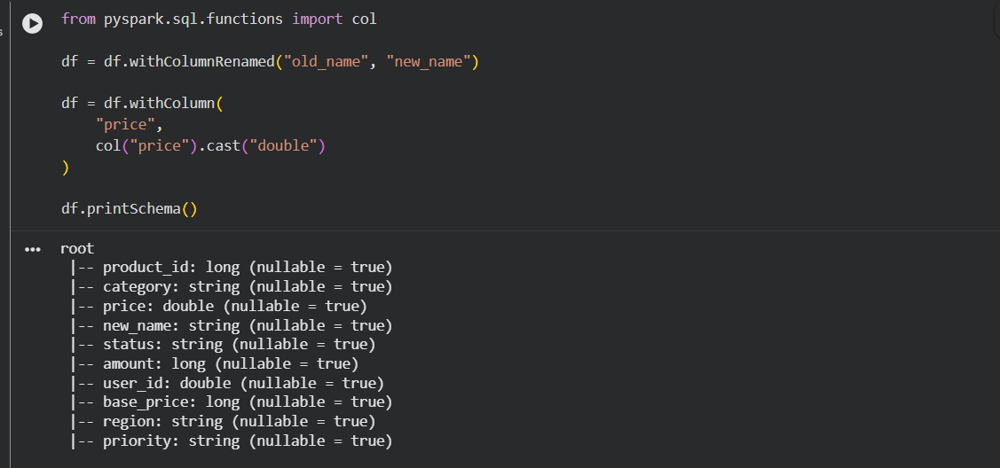 from pyspark.sql.functions import col
df = df.withColumnRenamed("old_name", "new_name")
df = df.withColumn(
    "price",
    col("price").cast("double")
)
df.printSchema()
root
 |-- product_id: long (nullable = true)
 |-- category: string (nullable = true)
 |-- price: double (nullable = true)
 |-- new_name: string (nullable = true)
 |-- status: string (nullable = true)
 |-- amount: long (nullable = true)
 |-- user_id: double (nullable = true)
 |-- base_price: long (nullable = true)
 |-- region: string (nullable = true)
 |-- priority: string (nullable = true)